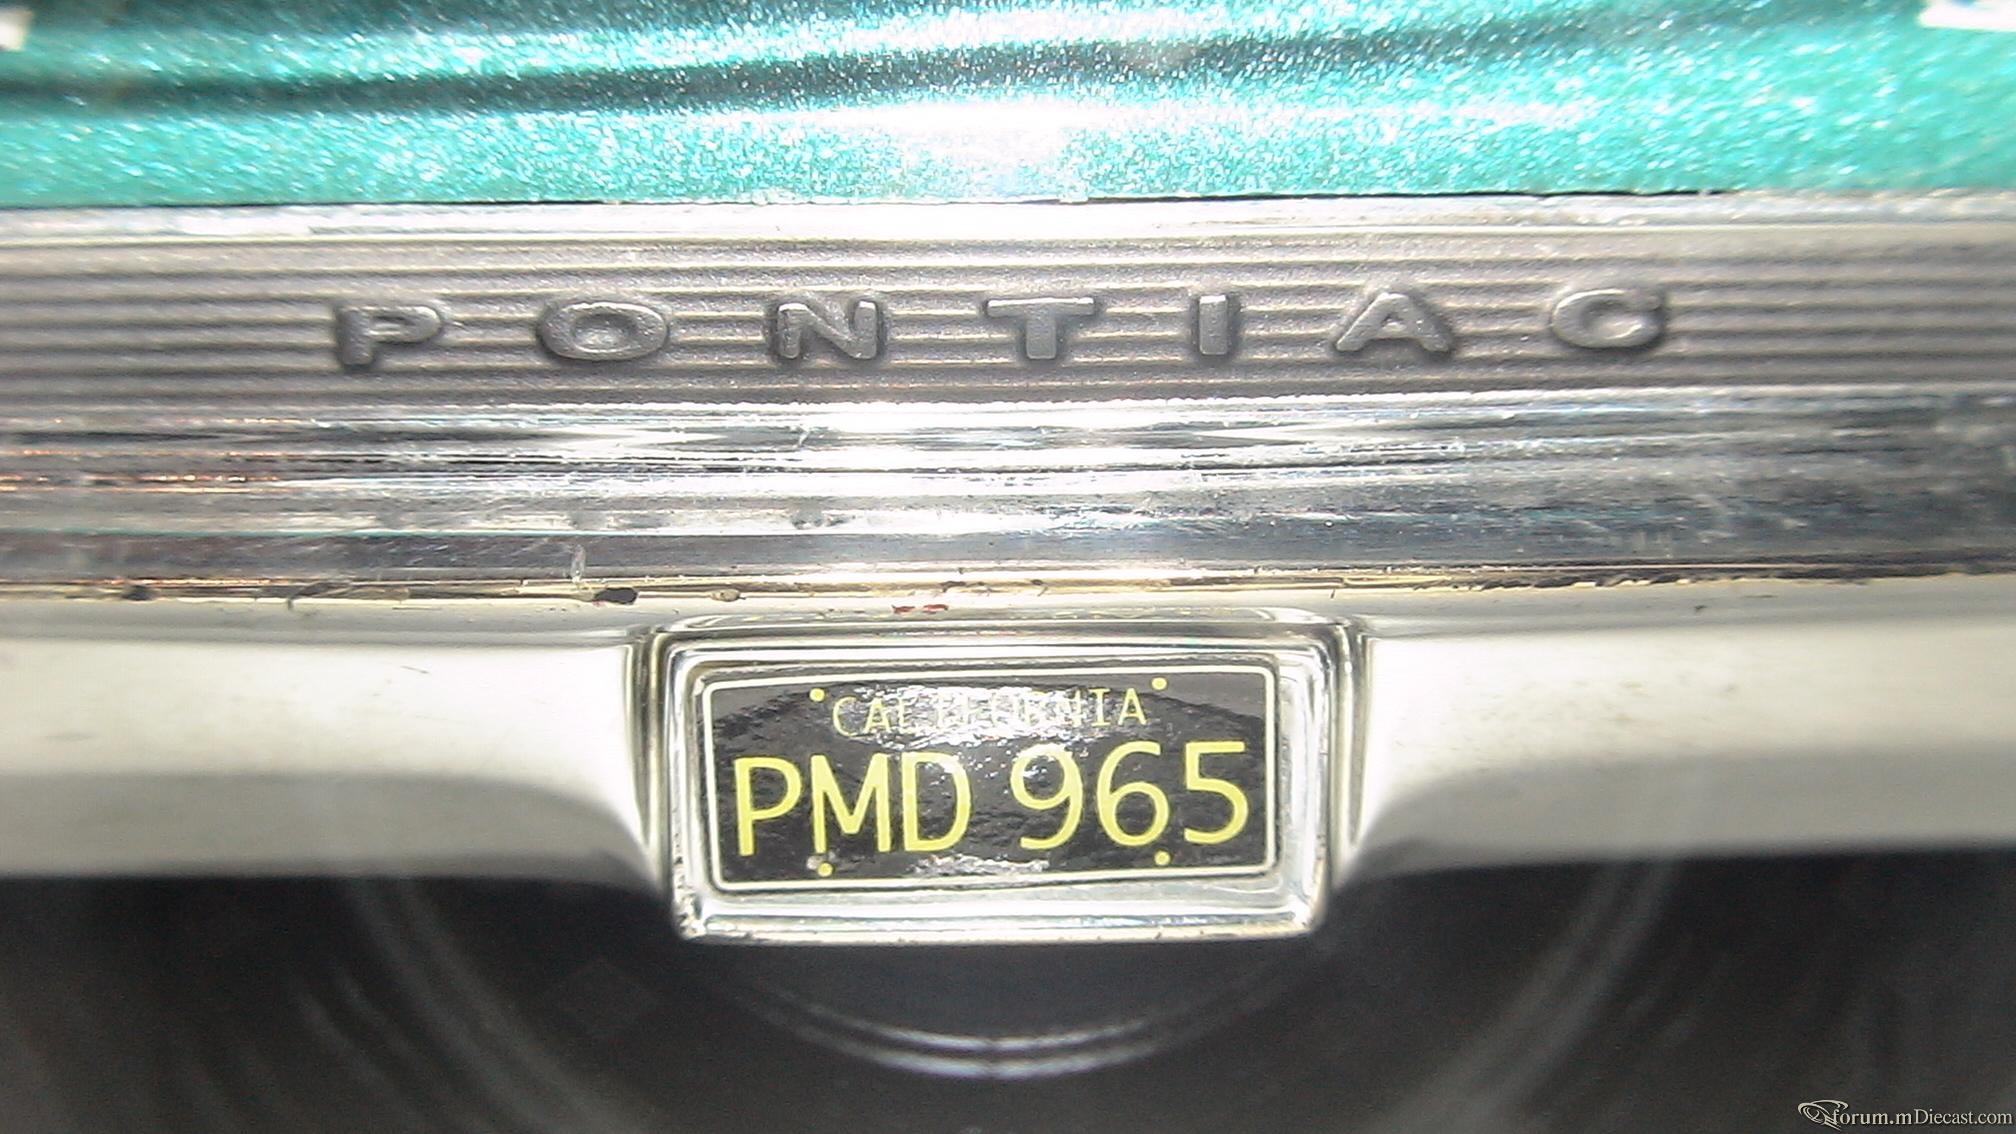 PONTIAC
CALIFORNIA
PMD 965
forum.mDiecast.com